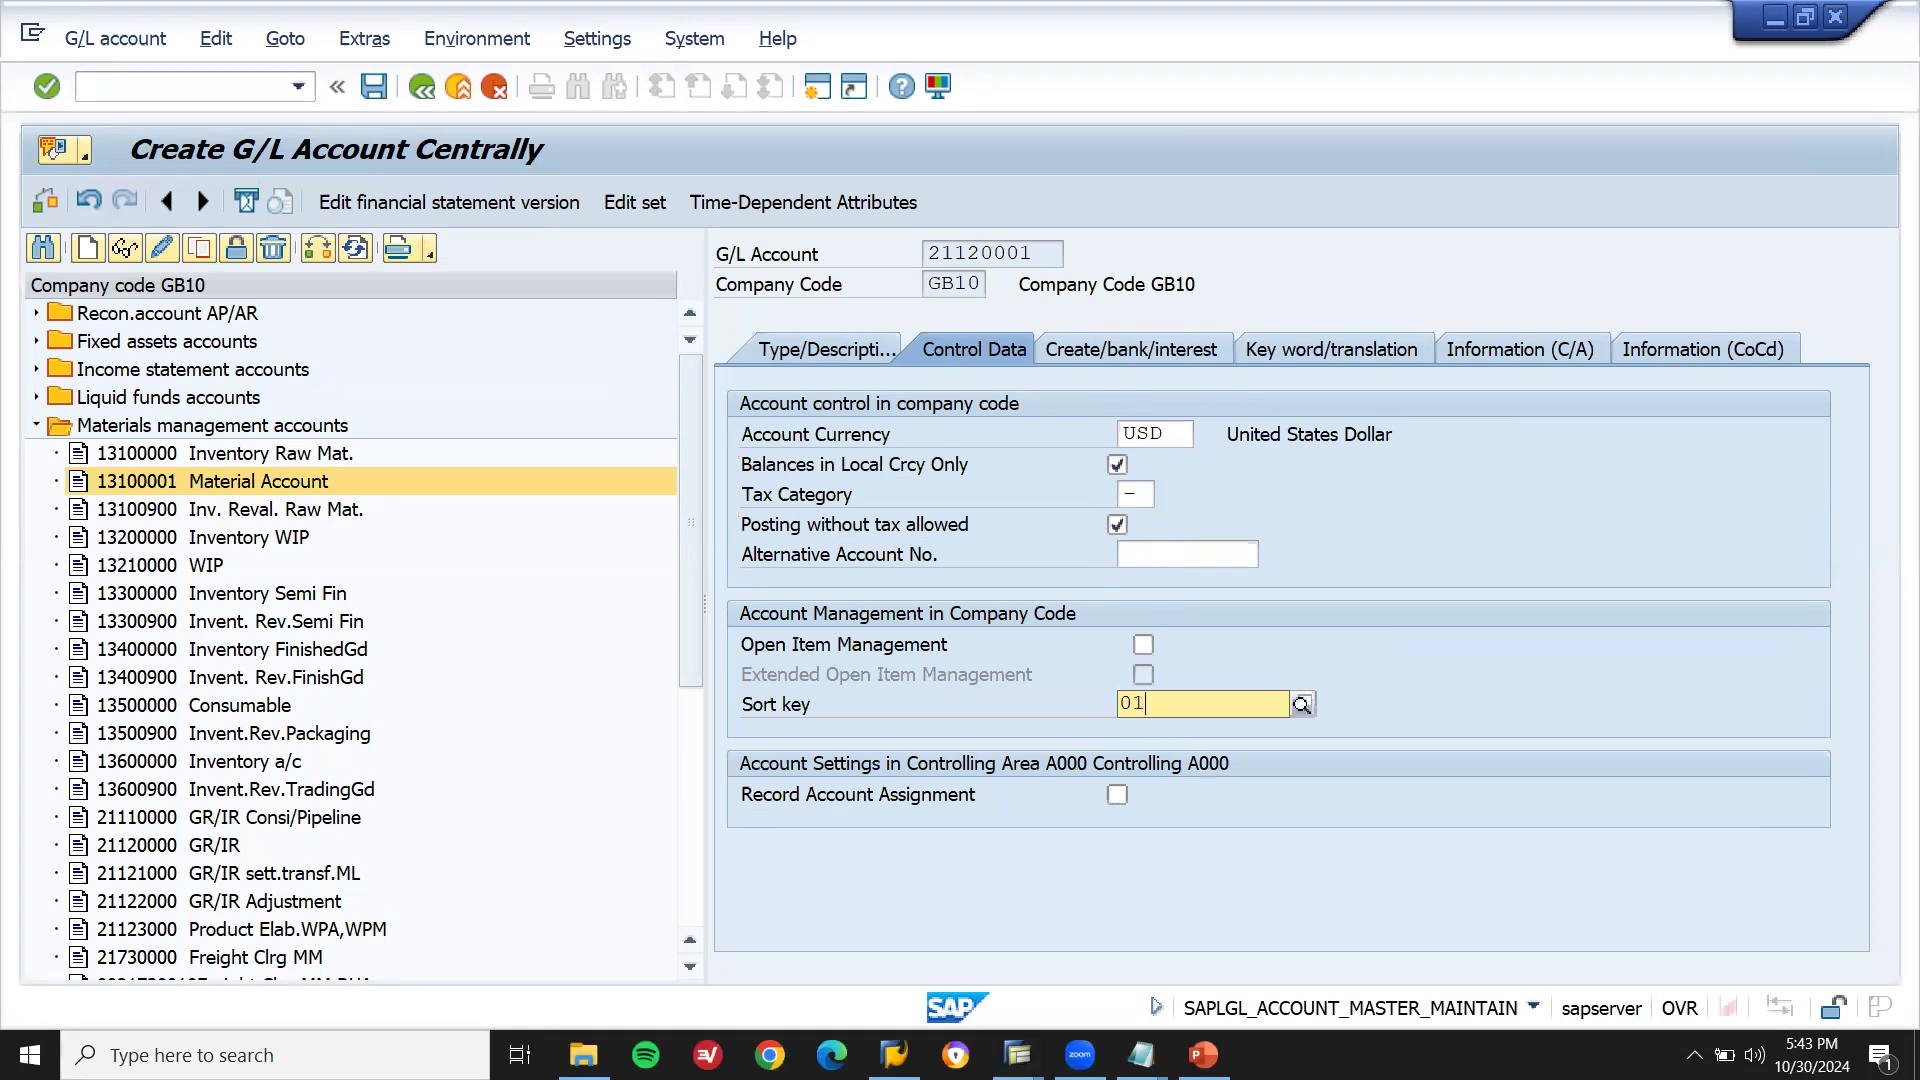 G/L account Edit Goto Extras Environment Settings System Help
Create G/L Account Centrally
Edit financial statement version Edit set Time-Dependent Attributes
Company code GB10
Recon.account AP/AR
Fixed assets accounts
Income statement accounts
Liquid funds accounts
Materials management accounts
13100000 Inventory Raw Mat.
13100001 Material Account
13100900 Inv. Reval. Raw Mat.
13200000 Inventory WIP
13210000 WIP
13300000 Inventory Semi Fin
13300900 Invent. Rev.Semi Fin
13400000 Inventory FinishedGd
13400900 Invent. Rev.FinishGd
13500000 Consumable
13500900 Invent.Rev.Packaging
13600000 Inventory a/c
13600900 Invent.Rev.TradingGd
21110000 GR/IR Consi/Pipeline
21120000 GR/IR
21121000 GR/IR sett.transf.ML
21122000 GR/IR Adjustment
21123000 Product Elab.WPA,WPM
21730000 Freight Clrg MM
G/L Account 21120001
Company Code GB10 Company Code GB10
Type/Descripti... Control Data Create/bank/interest Key word/translation Information (C/A) Information (CoCd)
Account control in company code
Account Currency USD United States Dollar
Balances in Local Crcy Only
Tax Category –
Posting without tax allowed
Alternative Account No.
Account Management in Company Code
Open Item Management
Extended Open Item Management
Sort key 01
Account Settings in Controlling Area A000 Controlling A000
Record Account Assignment
SAP SAPLGL_ACCOUNT_MASTER_MAINTAIN sapserver OVR
Type here to search zoom 5:43 PM
10/30/2024 1